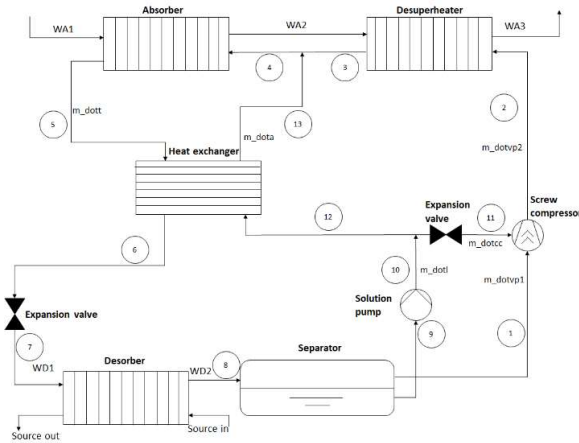 Absorber
Desuperheater
WA1
WA2
WA3
4
3
2
5
m_dott
13
m_dota
m_dotvp2
Heat exchanger
12
Expansion
valve
11
Screw
compressor
m_dotcc
6
10
m_dotl
m_dotvp1
Solution
pump
Expansion valve
9
1
7
Desorber
Separator
WD1
WD2
8
Source out
Source in